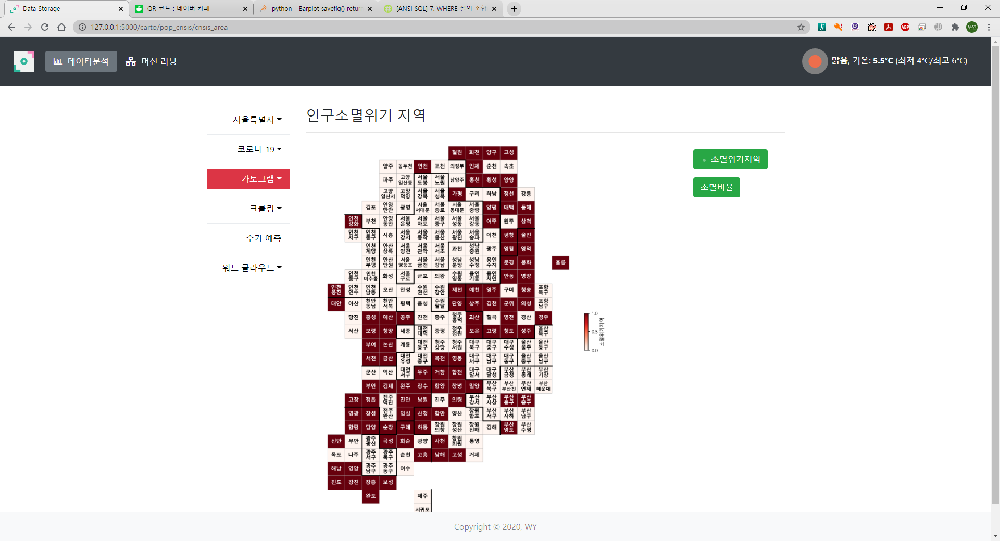 Data Storage
QR 코드 : 네이버 카페
python - Barplot savefig() return
[ANSI SQL] 7. WHERE 절의 조합
127.0.0.1:5000/carto/pop_crisis/crisis_area
ABP
우연
데이터분석
머신 러닝
맑음, 기온: 5.5°C (최저 4°C/최고 6°C)
서울특별시
코로나-19
카토그램
크롤링
주가 예측
워드 클라우드
인구소멸위기 지역
철원 화천 양구 고성
양주 동두천 연천 포천 의정부 인제 춘천 속초
파주 고양 일산동 서울 도봉 서울 노원 남양주 홍천 횡성 양양
고양 일산서 고양 덕양 서울 강북 서울 성북 가평 구리 하남 정선 강릉
김포 안양 만안 광명 서울 서대문 서울 종로 서울 동대문 서울 중랑 양평 태백 동해
인천 강화 부천 안양 동안 서울 은평 서울 마포 서울 중구 서울 성동 서울 강동 여주 원주 삼척
인천 서구 인천 동구 시흥 서울 강서 서울 동작 서울 용산 서울 광진 서울 송파 이천 평창 울진
인천 계양 안산 상록 서울 양천 서울 관악 서울 서초 과천 성남 중원 광주 영월 영덕
인천 부평 안산 단원 서울 영등포 서울 금천 서울 강남 성남 분당 성남 수정 용인 수지 문경 봉화 울릉
인천 중구 인천 미추홀 화성 서울 구로 군포 의왕 수원 영통 용인 기흥 용인 처인 안동 영양
인천 옹진 인천 연수 인천 남동 오산 안성 수원 권선 수원 장안 제천 예천 영주 구미 청송 포항 북구
태안 아산 천안 동남 천안 서북 평택 음성 수원 팔달 단양 상주 김천 군위 의성 포항 남구
당진 홍성 예산 공주 진천 충주 청주 흥덕 괴산 칠곡 영천 경산 경주
서산 보령 청양 세종 대전 대덕 증평 청주 청원 보은 고령 청도 성주 울산 북구
부여 논산 계룡 대전 동구 청주 상당 청주 서원 대구 북구 대구 중구 대구 수성 울산 울주 울산 동구
서천 금산 대전 유성 대전 중구 옥천 영동 대구 서구 대구 남구 대구 동구 울산 중구 울산 남구
군산 익산 대전 서구 무주 거창 합천 대구 달서 대구 달성 부산 금정 부산 동래 부산 기장
부안 김제 완주 장수 함양 창녕 밀양 부산 북구 부산 부산진 부산 연제 부산 해운대
고창 정읍 전주 덕진 진안 남원 진주 의령 부산 강서 부산 사상 부산 동구 부산 중구
영광 장성 전주 완산 임실 산청 함안 양산 창원 합포 부산 서구 부산 사하 부산 남구
함평 담양 순창 구례 하동 창원 의창 창원 성산 창원 진해 김해 부산 영도 부산 수영
신안 무안 광주 광산 곡성 화순 광양 사천 창원 회원 통영
목포 나주 광주 서구 광주 북구 순천 고흥 남해 고성 거제
해남 영암 광주 남구 광주 동구 여수
진도 강진 장흥 보성
완도 제주
서귀포
1.0
0.5
0.0
소멸위기지역
소멸위기지역
소멸비율
Copyright © 2020, WY